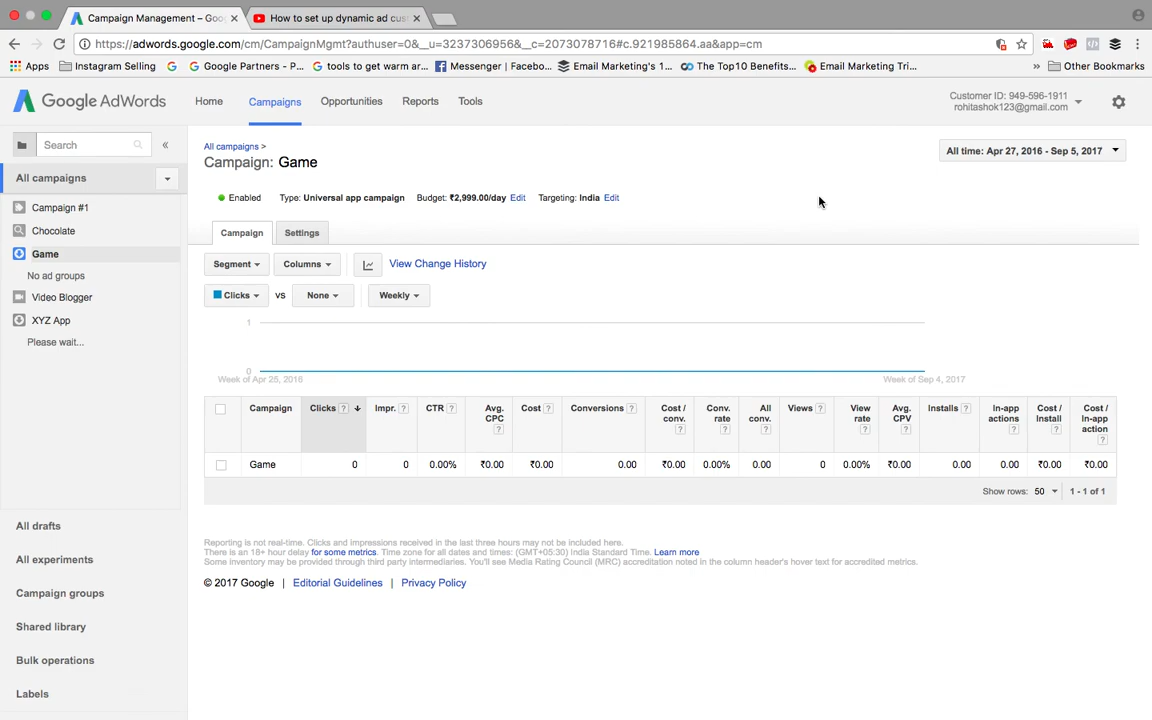 Campaign Management – Goo
How to set up dynamic ad cus
https://adwords.google.com/cm/CampaignMgmt?authuser=0&__u=3237306956&__c=2073078716#c.921985864.aa&app=cm
Apps Instagram Selling Google Partners - P... tools to get warm ar... Messenger | Facebo... Email Marketing's 1... The Top10 Benefits... Email Marketing Tri... » Other Bookmarks
Google AdWords
Home Campaigns Opportunities Reports Tools
Customer ID: 949-596-1911
rohitashok123@gmail.com
Search «
All campaigns
Campaign #1
Chocolate
Game
No ad groups
Video Blogger
XYZ App
Please wait...
All drafts
All experiments
Campaign groups
Shared library
Bulk operations
Labels
All campaigns >
Campaign: Game
All time: Apr 27, 2016 - Sep 5, 2017
Enabled Type: Universal app campaign Budget: ₹2,999.00/day Edit Targeting: India Edit
Campaign Settings
Segment Columns View Change History
Clicks VS None Weekly
1
0
Week of Apr 25, 2016 Week of Sep 4, 2017
Campaign Clicks ? Impr. ? CTR ? Avg. CPC ? Cost ? Conversions ? Cost / conv. ? Conv. rate ? All conv. ? Views ? View rate ? Avg. CPV ? Installs ? In-app actions ? Cost / Install ? Cost / In-app action ?
Game 0 0 0.00% ₹0.00 ₹0.00 0.00 ₹0.00 0.00% 0.00 0 0.00% ₹0.00 0.00 0.00 ₹0.00 ₹0.00
Show rows: 50 1 - 1 of 1
Reporting is not real-time. Clicks and impressions received in the last three hours may not be included here.
There is an 18+ hour delay for some metrics. Time zone for all dates and times: (GMT+05:30) India Standard Time. Learn more
Some inventory may be provided through third party intermediaries. You'll see Media Rating Council (MRC) accreditation noted in the column header's hover text for accredited metrics.
© 2017 Google | Editorial Guidelines | Privacy Policy